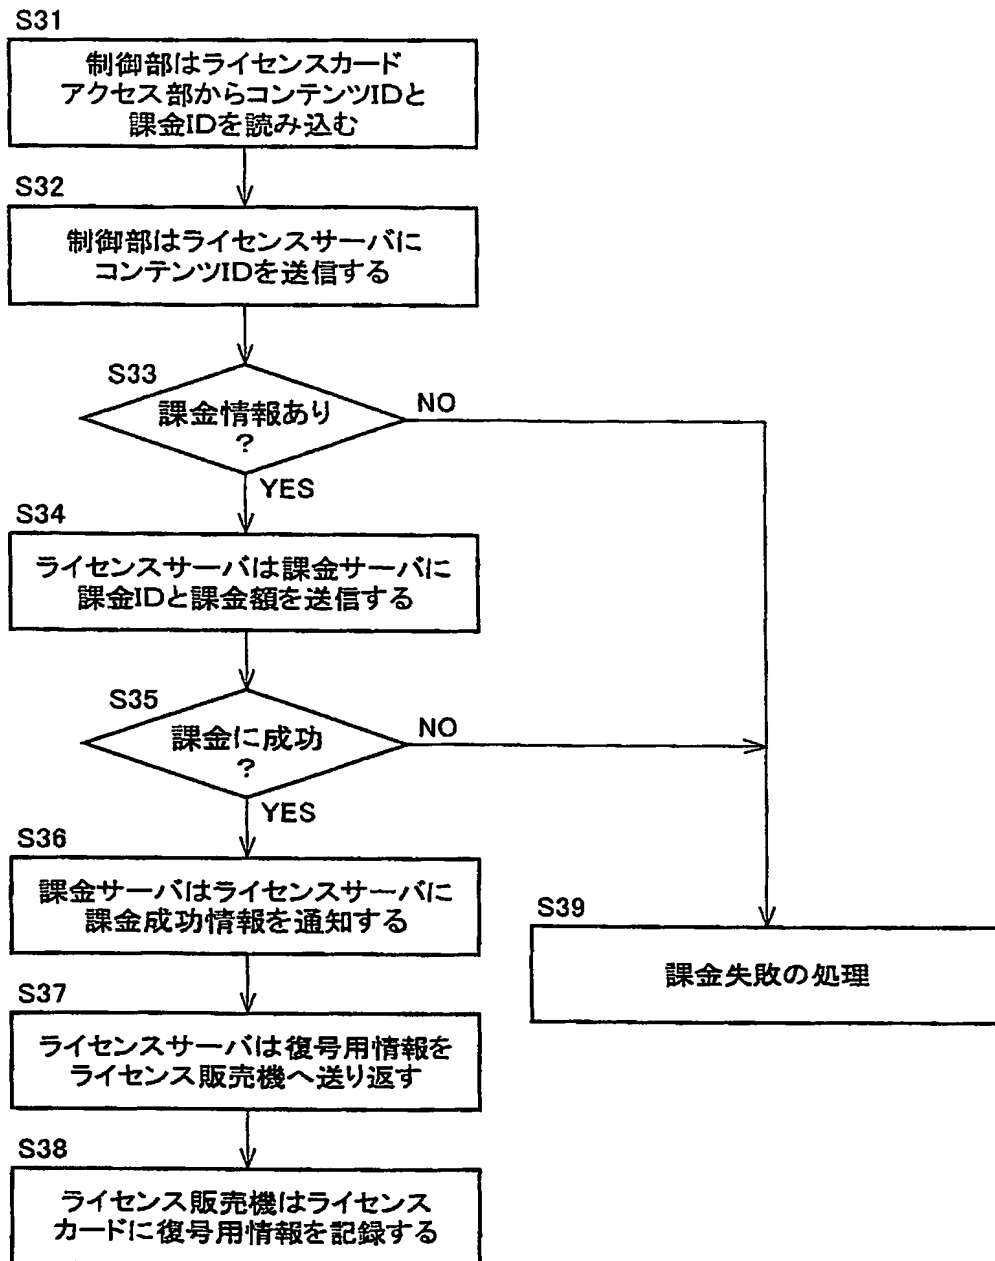 S31
制御部はライセンスカード
アクセス部からコンテンツIDと
課金IDを読み込む
S32
制御部はライセンスサーバに
コンテンツIDを送信する
S33
課金情報あり
?
NO
YES
S34
ライセンスサーバは課金サーバに
課金IDと課金額を送信する
S35
課金に成功
?
NO
YES
S36
課金サーバはライセンスサーバに
課金成功情報を通知する
S39
課金失敗の処理
S37
ライセンスサーバは復号用情報を
ライセンス販売機へ送り返す
S38
ライセンス販売機はライセンス
カードに復号用情報を記録する